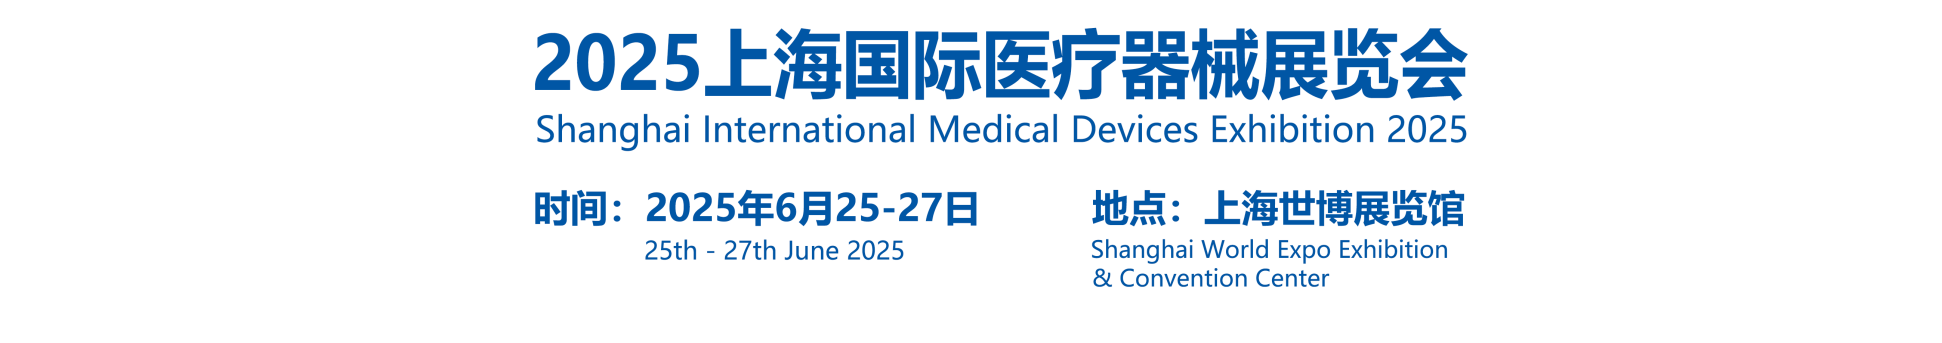 2025上海国际医疗器械展览会
Shanghai International Medical Devices Exhibition 2025
时间：2025年6月25-27日
25th - 27th June 2025
地点：上海世博展览馆
Shanghai World Expo Exhibition
& Convention Center